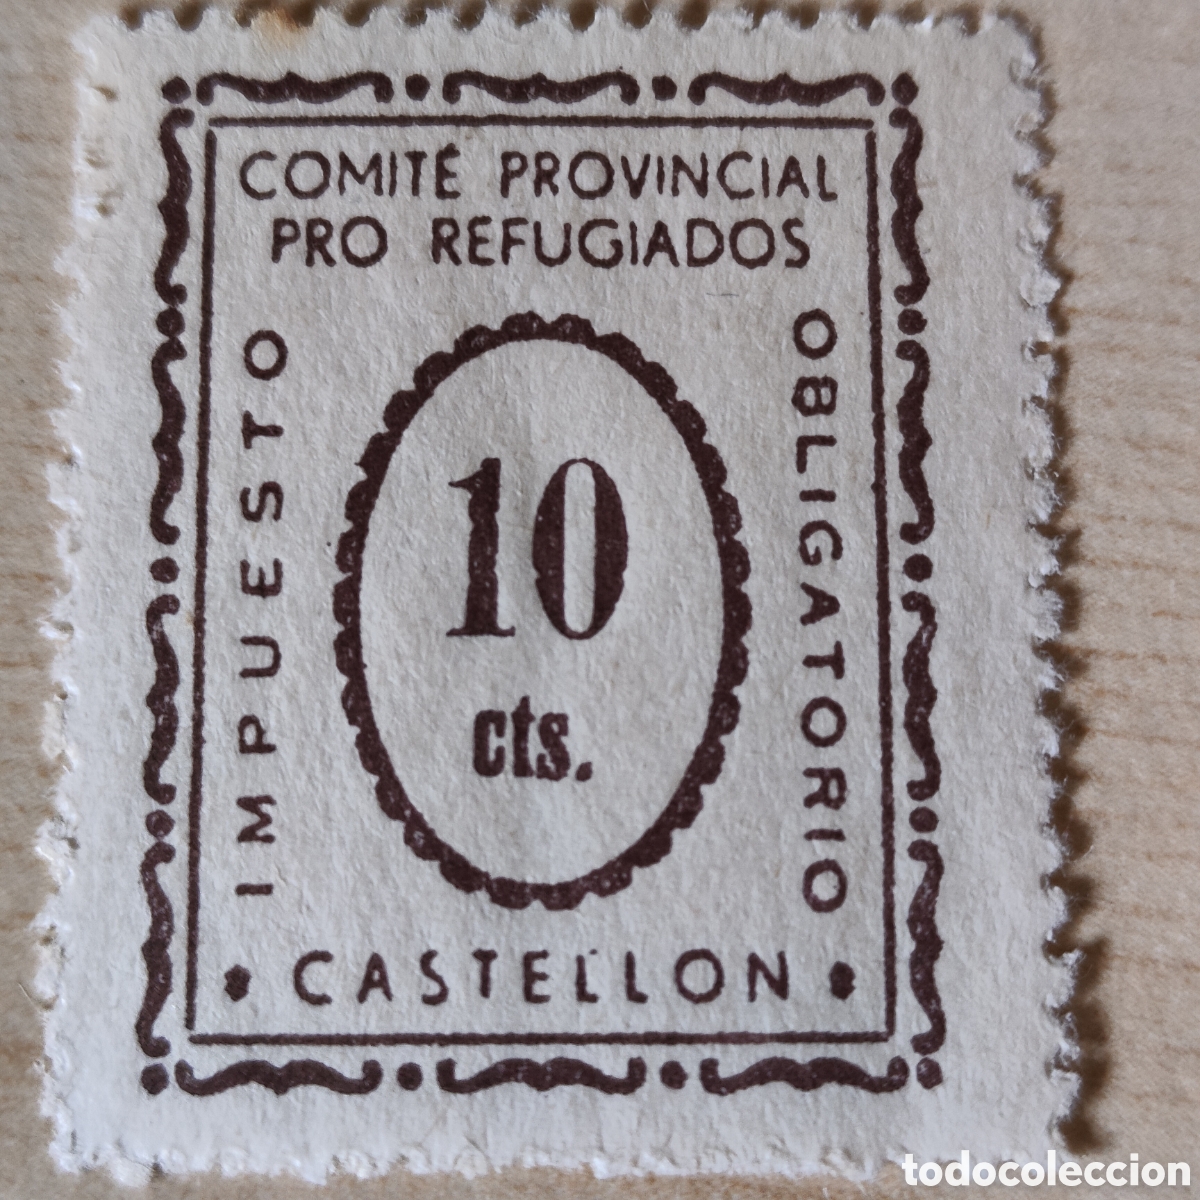 COMITÉ PROVINCIAL
PRO REFUGIADOS
IMPUESTO
OBLIGATORIO
10
cts.
• CASTELLON •
todocoleccion